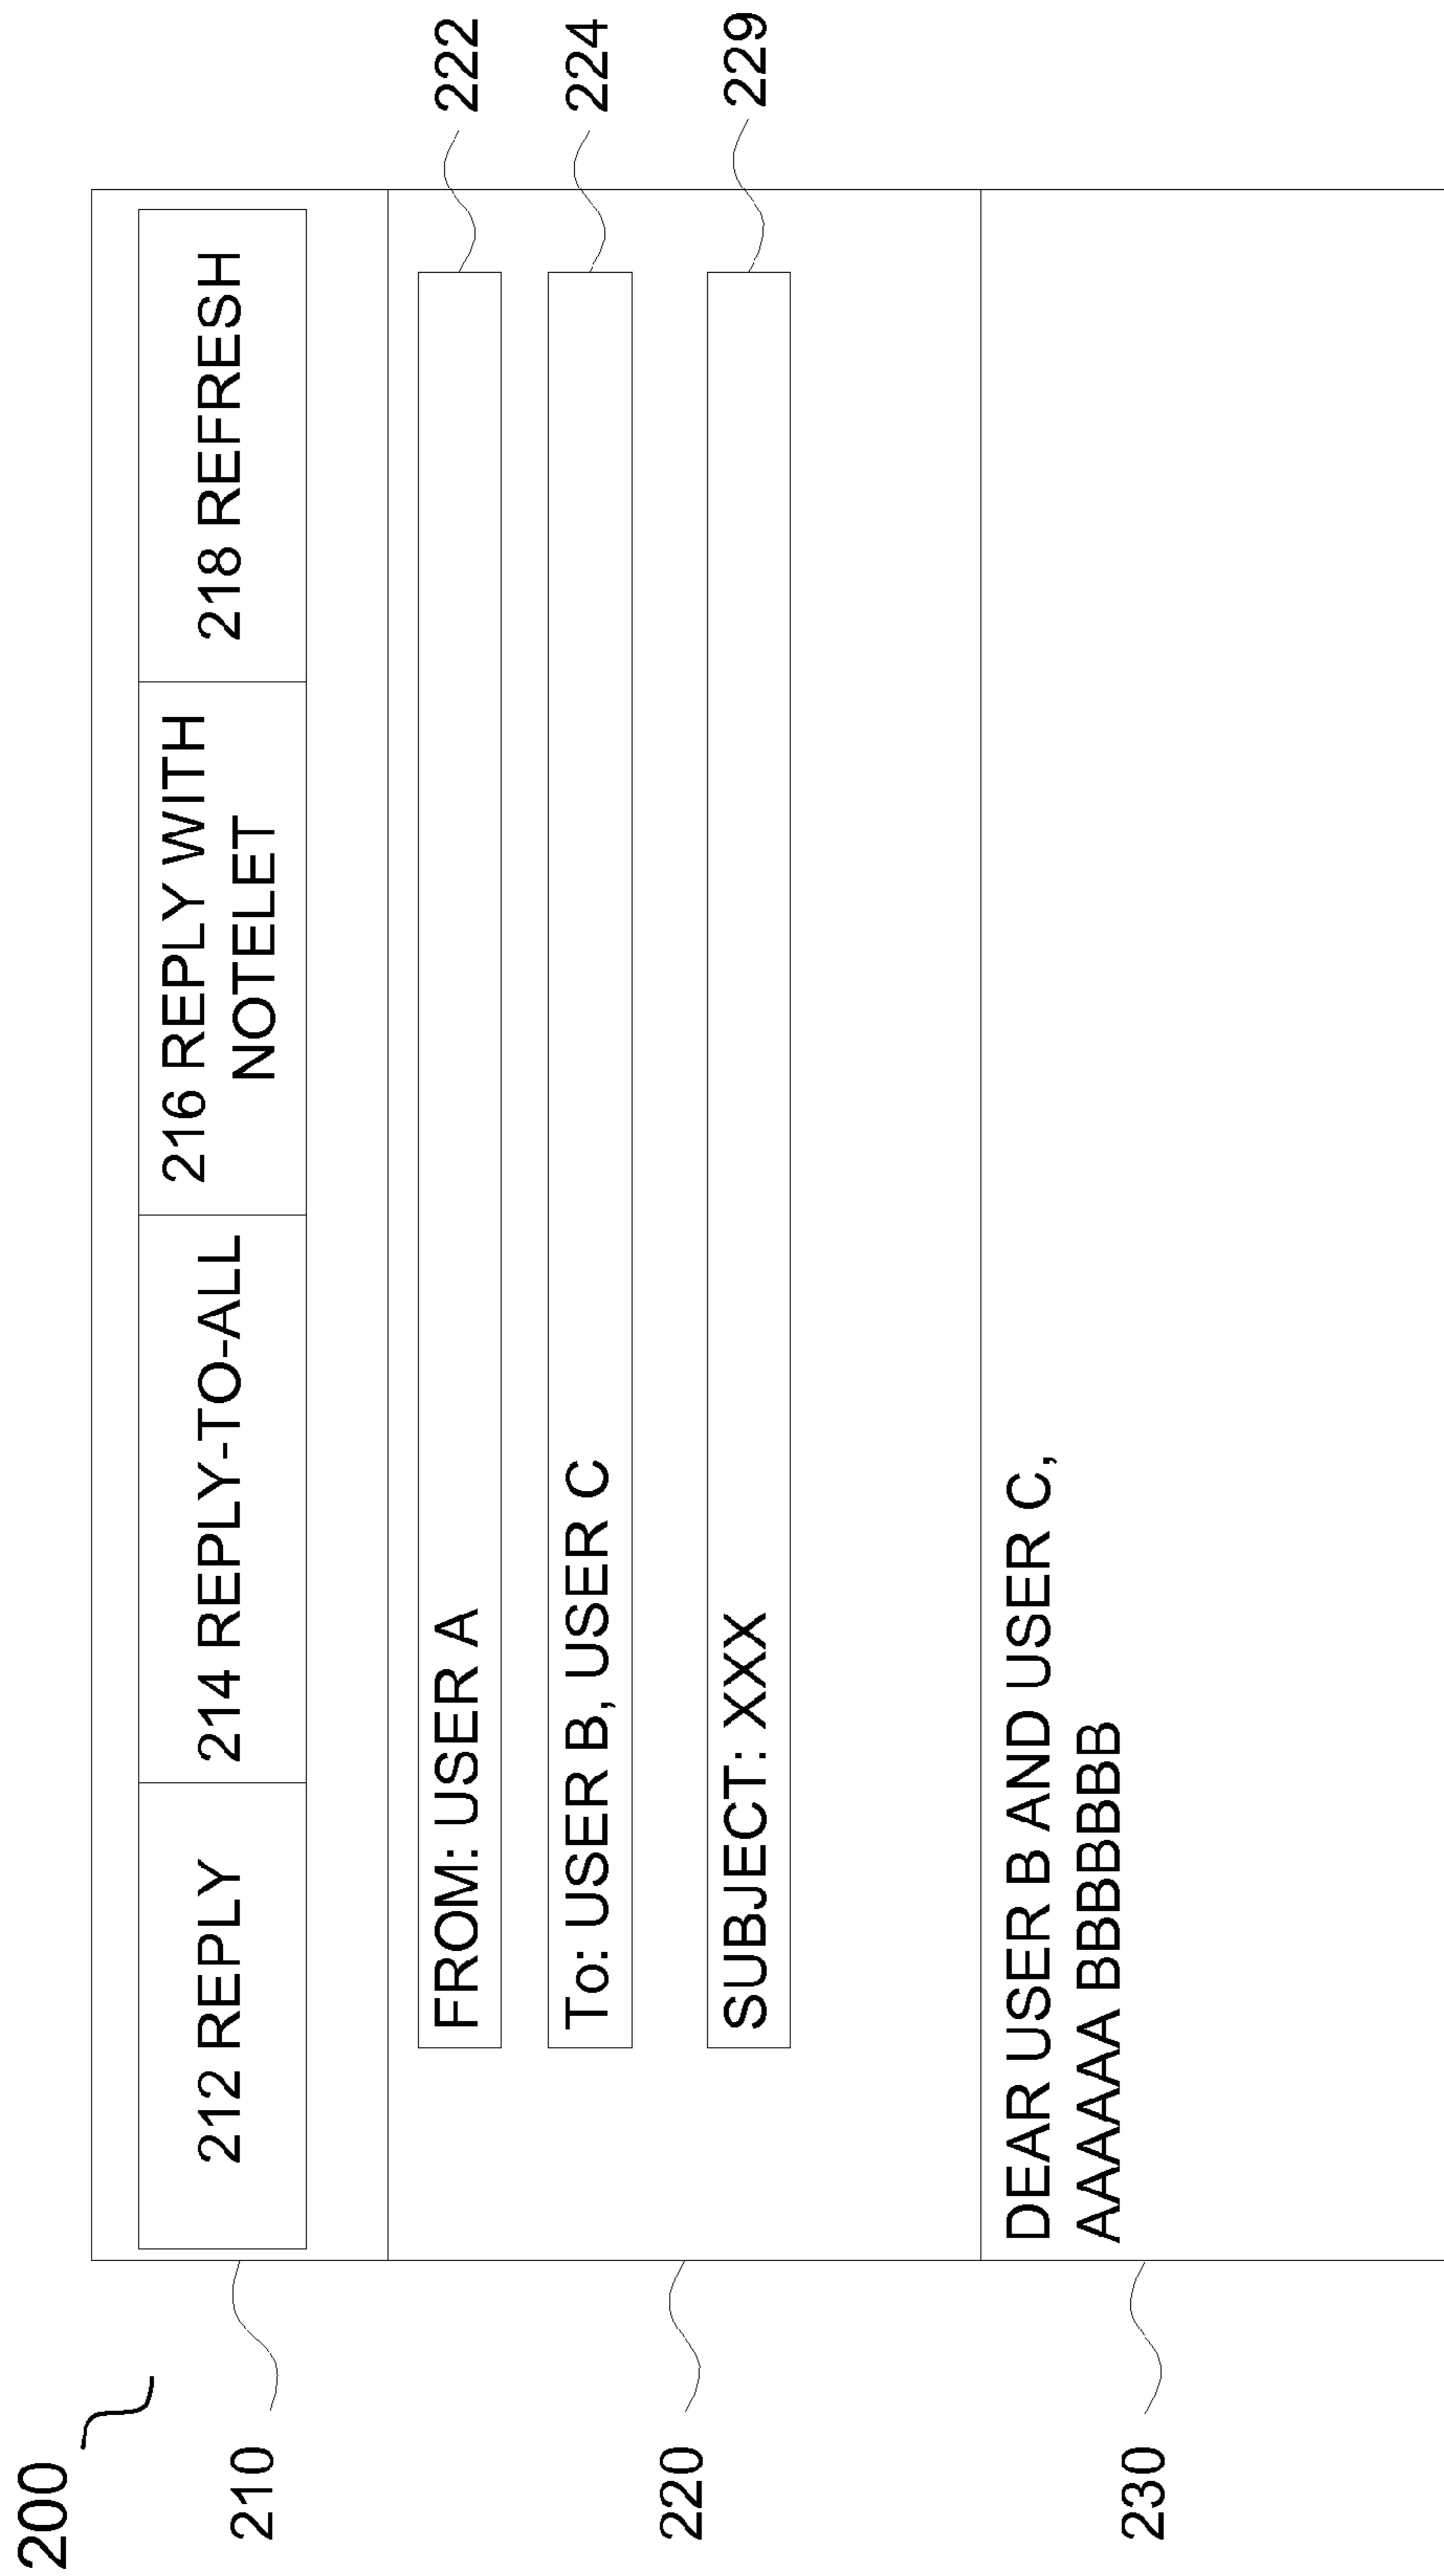 200
210
212 REPLY
214 REPLY-TO-ALL
216 REPLY WITH
NOTELET
218 REFRESH
220
FROM: USER A
222
To: USER B, USER C
224
SUBJECT: XXX
229
230
DEAR USER B AND USER C,
AAAAAA BBBBBBBB